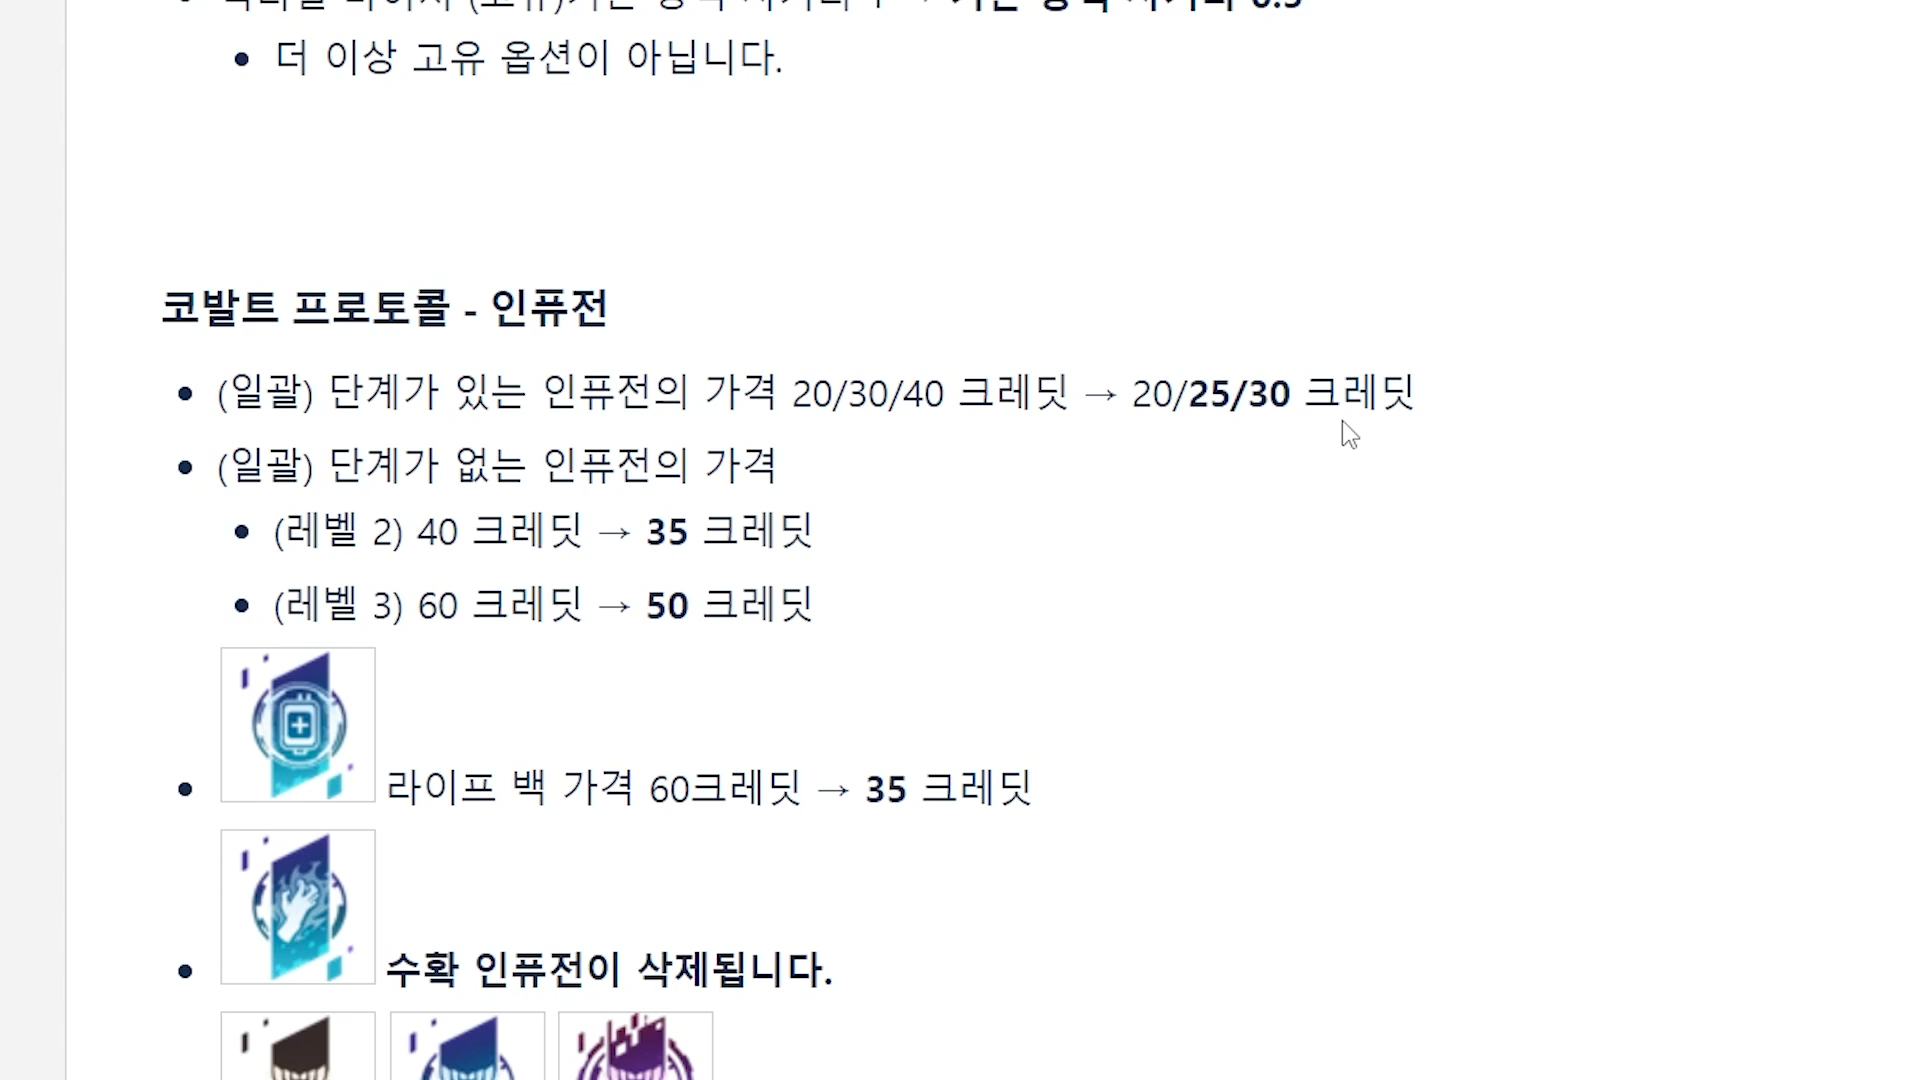 더 이상 고유 옵션이 아닙니다.
코발트 프로토콜 - 인퓨전
(일괄) 단계가 있는 인퓨전의 가격 20/30/40 크레딧 → 20/25/30 크레딧
(일괄) 단계가 없는 인퓨전의 가격
(레벨 2) 40 크레딧 → 35 크레딧
(레벨 3) 60 크레딧 → 50 크레딧
라이프 백 가격 60크레딧 → 35 크레딧
수확 인퓨전이 삭제됩니다.